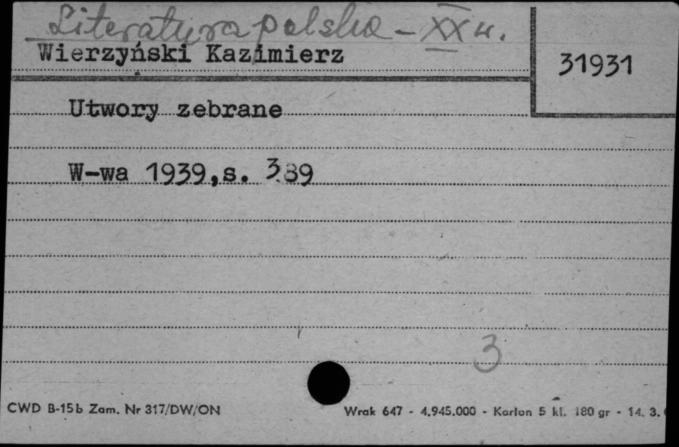 Literatura polska - XX w.
Wierzyński Kazimierz
31931
Utwory zebrane
W-wa 1939,s. 389
3
CWD B-15b Zam. Nr 317/DW/ON
Wrak 647 - 4.945.000 - Karton 5 kl. 180 gr - 14. 3.